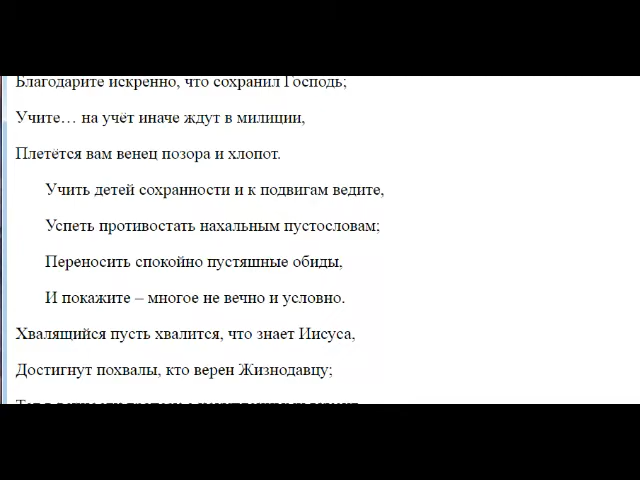 Благодарите искренно, что сохранил Господь;
Учите… на учёт иначе ждут в милиции,
Плетётся вам венец позора и хлопот.
Учить детей сохранности и к подвигам ведите,
Успеть противостать нахальным пустословам;
Переносить спокойно пустяшные обиды,
И покажите – многое не вечно и условно.
Хвалящийся пусть хвалится, что знает Иисуса,
Достигнут похвалы, кто верен Жизнодавцу;